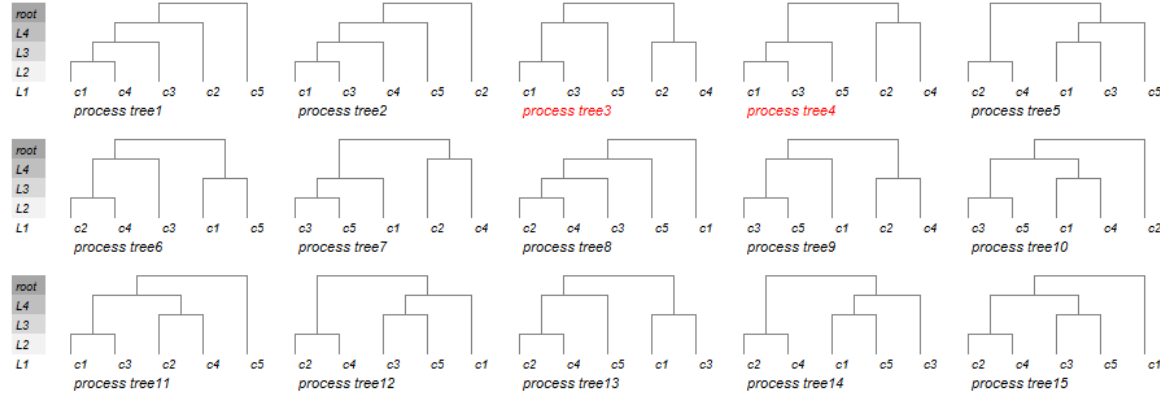 root
L4
L3
L2
L1 c1 c4 c3 c2 c5 c1 c3 c4 c5 c2 c1 c3 c5 c2 c4 c1 c3 c5 c2 c4 c2 c4 c1 c3 c5
process tree1 process tree2 process tree3 process tree4 process tree5
root
L4
L3
L2
L1 c2 c4 c3 c1 c5 c3 c5 c1 c2 c4 c2 c4 c3 c5 c1 c3 c5 c1 c2 c4 c3 c5 c1 c4 c2
process tree6 process tree7 process tree8 process tree9 process tree10
root
L4
L3
L2
L1 c1 c3 c2 c4 c5 c2 c4 c3 c5 c1 c2 c4 c5 c1 c3 c2 c4 c1 c5 c3 c2 c4 c3 c5 c1
process tree11 process tree12 process tree13 process tree14 process tree15